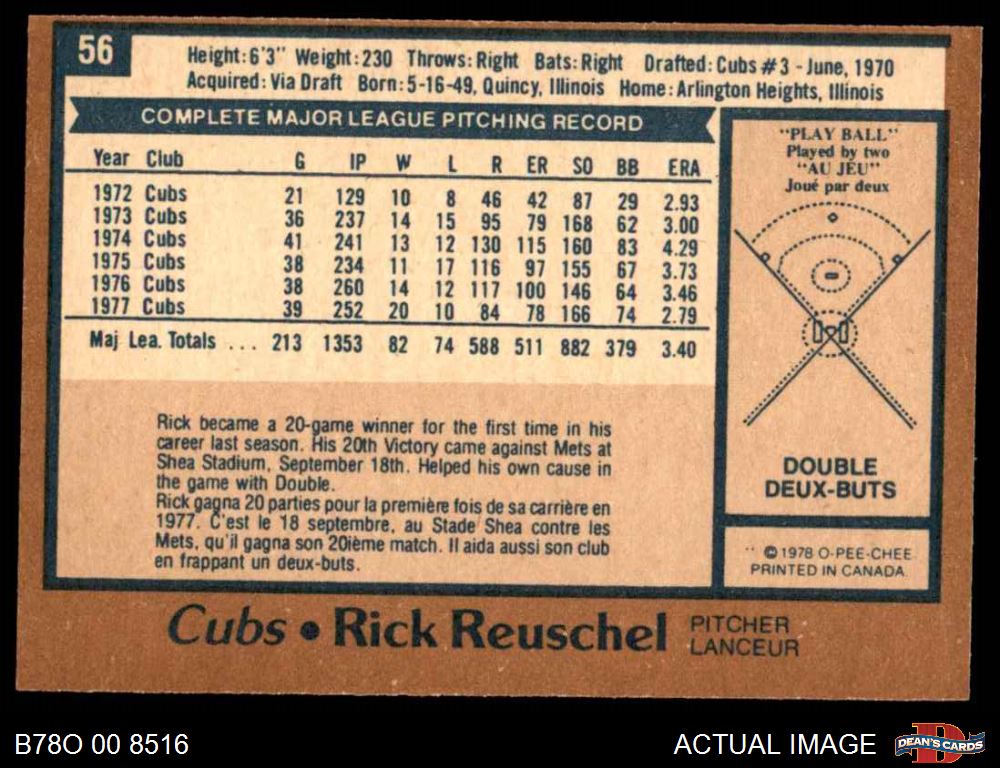 56
Height: 6'3" Weight: 230 Throws: Right Bats: Right Drafted: Cubs #3 - June, 1970
Acquired: Via Draft Born: 5-16-49, Quincy, Illinois Home: Arlington Heights, Illinois
COMPLETE MAJOR LEAGUE PITCHING RECORD
Year Club G IP W L R ER SO BB ERA
1972 Cubs 21 129 10 8 46 42 87 29 2.93
1973 Cubs 36 237 14 15 95 79 168 62 3.00
1974 Cubs 41 241 13 12 130 115 160 83 4.29
1975 Cubs 38 234 11 17 116 97 155 67 3.73
1976 Cubs 38 260 14 12 117 100 146 64 3.46
1977 Cubs 39 252 20 10 84 78 166 74 2.79
Maj Lea. Totals ... 213 1353 82 74 588 511 882 379 3.40
Rick became a 20-game winner for the first time in his
career last season. His 20th Victory came against Mets at
Shea Stadium, September 18th. Helped his own cause in
the game with Double.
Rick gagna 20 parties pour la première fois de sa carrière en
1977. C'est le 18 septembre, au Stade Shea contre les
Mets, qu'il gagna son 20ième match. Il aida aussi son club
en frappant un deux-buts.
"PLAY BALL"
Played by two
"AU JEU"
Joué par deux
DOUBLE
DEUX-BUTS
© 1978 O-PEE-CHEE
PRINTED IN CANADA
Cubs • Rick Reuschel
PITCHER
LANCEUR
B78O 00 8516
ACTUAL IMAGE
DEAN'S CARDS